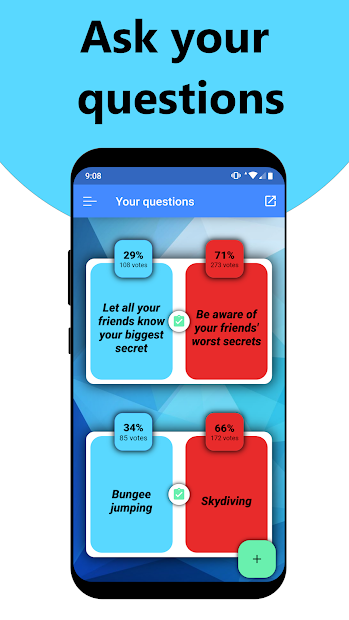 Ask your
questions
9:08
Your questions
29%
108 votes
71%
273 votes
Let all your
friends know
your biggest
secret
Be aware of
your friends'
worst secrets
34%
85 votes
66%
172 votes
Bungee
jumping
Skydiving
+